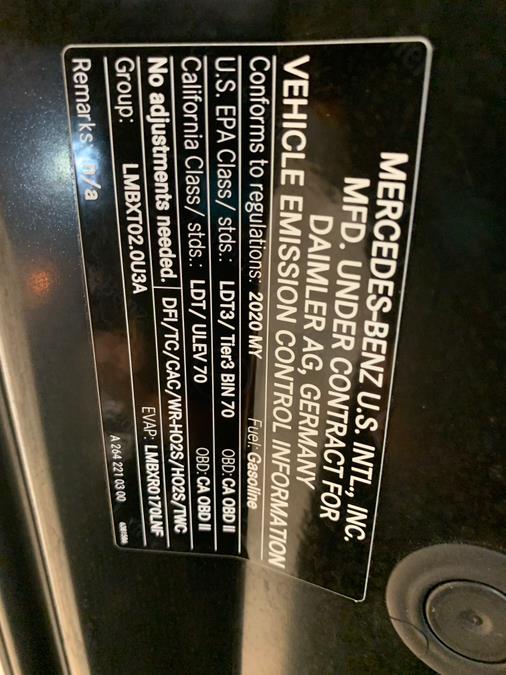 MERCEDES-BENZ U.S. INTL., INC.
MFD. UNDER CONTRACT FOR
DAIMLER AG, GERMANY
VEHICLE EMISSION CONTROL INFORMATION
Conforms to regulations: 2020 MY Fuel: Gasoline
U.S. EPA Class/ stds.: LDT3/ Tier3 BIN 70 OBD: CA OBD II
California Class/ stds.: LDT/ ULEV 70 OBD: CA OBD II
No adjustments needed. DFI/TC/CAC/WR-HO2S/HO2S/TWC
Group: LMBXT02.0U3A EVAP: LMBXR0170LNF
Remarks: n/a A 264 221 03 00